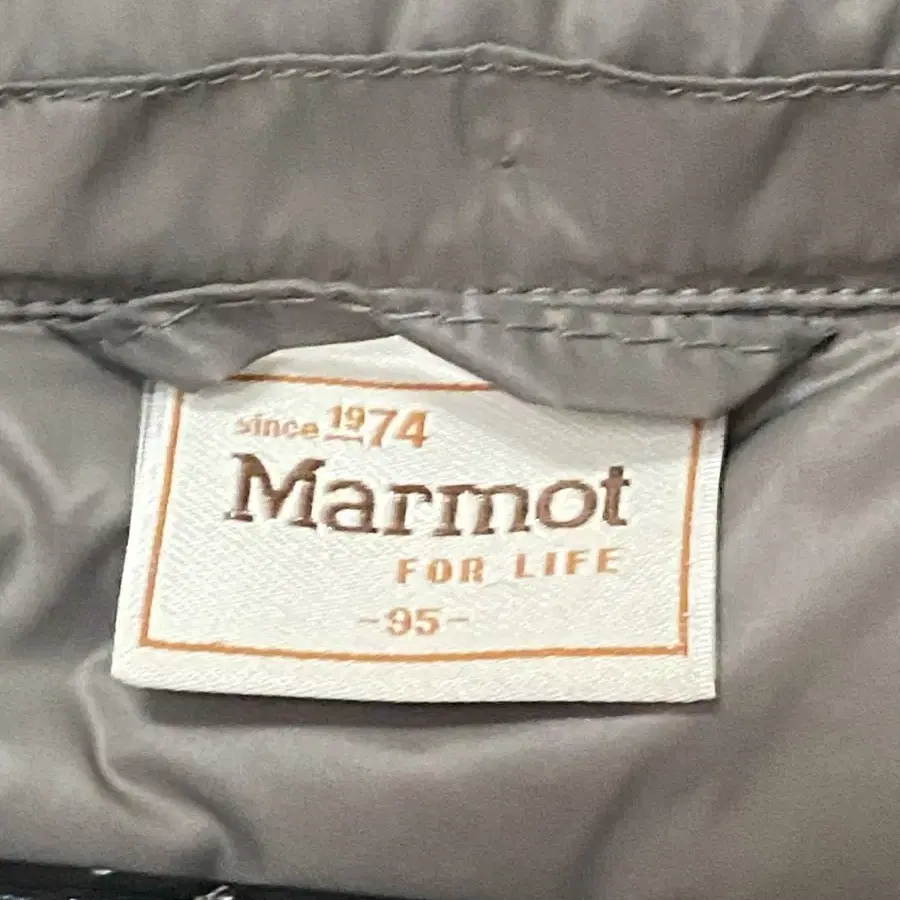 since 1974
Marmot
FOR LIFE
-95-